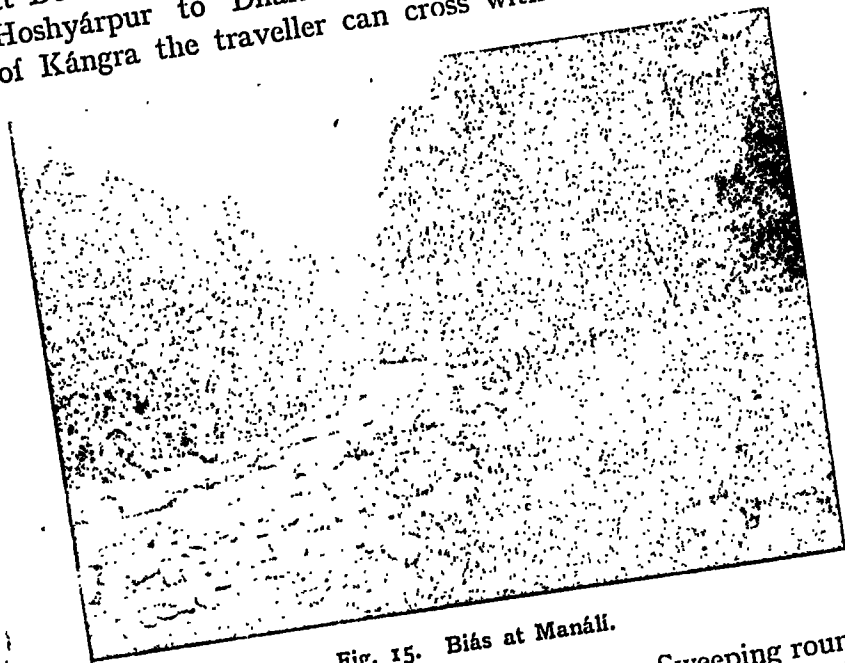 Hoshyárpur to
of Kángra the traveller can cross
Fig. 15. Biás at Manálí.
Sweeping roun